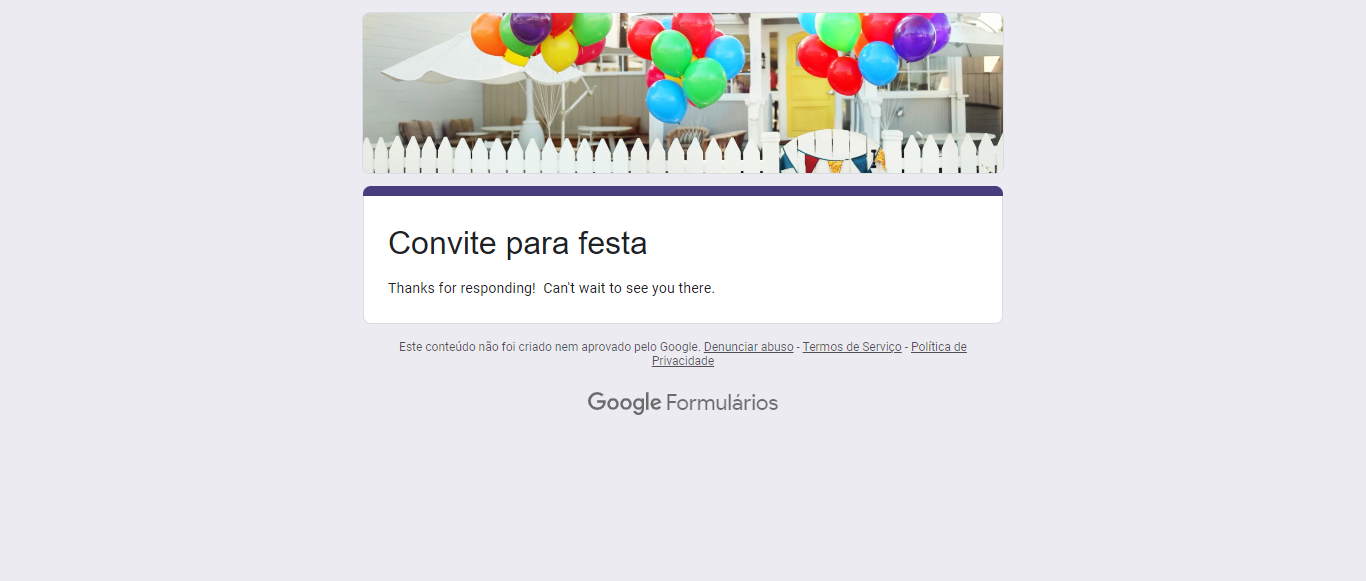 Convite para festa
Thanks for responding!  Can't wait to see you there.
Este conteúdo não foi criado nem aprovado pelo Google. Denunciar abuso - Termos de Serviço - Política de
Privacidade
Google Formulários